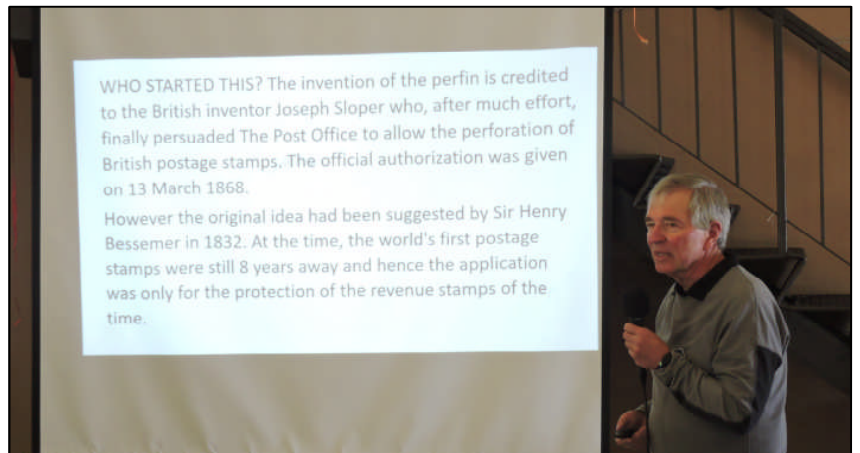 WHO STARTED THIS? The invention of the perfin is credited
to the British inventor Joseph Sloper who, after much effort,
finally persuaded The Post Office to allow the perforation of
British postage stamps. The official authorization was given
on 13 March 1868.
However the original idea had been suggested by Sir Henry
Bessemer in 1832. At the time, the world's first postage
stamps were still 8 years away and hence the application
was only for the protection of the revenue stamps of the
time.